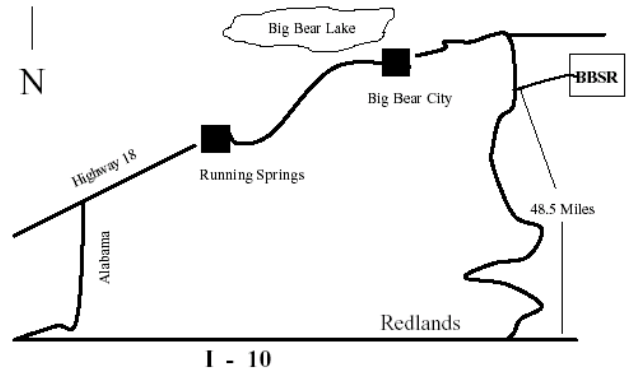 Big Bear Lake
N
BBSR
Big Bear City
Highway 18
Running Springs
48.5 Miles
Alabama
Redlands
I - 10